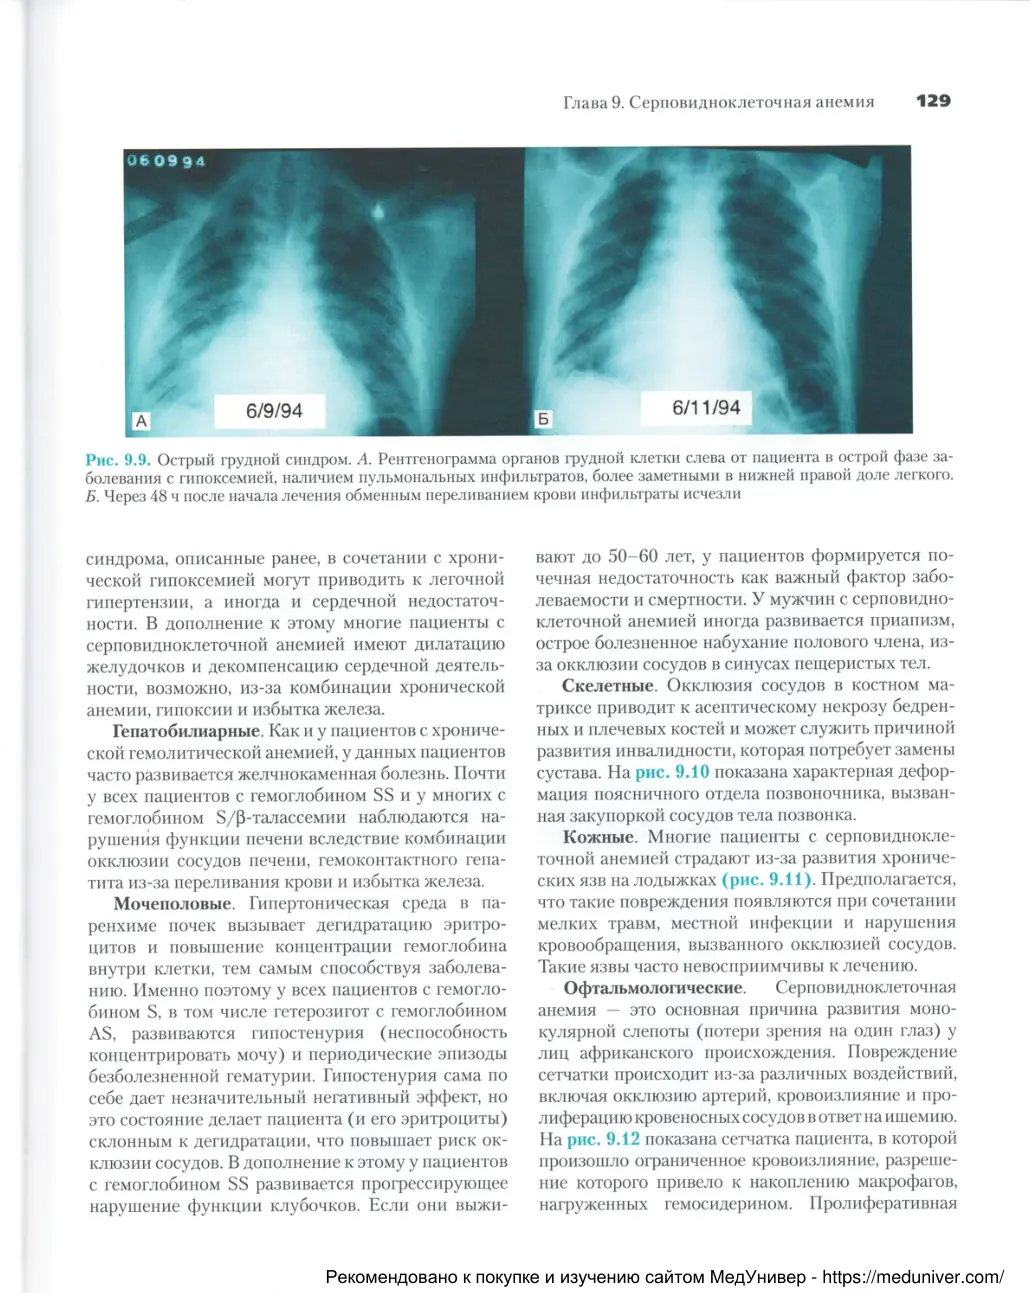 Глава 9. Серповидноклеточная анемия 129
060994
А
6/9/94
Б
6/11/94
Рис. 9.9. Острый грудной синдром. А. Рентгенограмма органов грудной клетки слева от пациента в острой фазе за-
болевания с гипоксемией, наличием пульмональных инфильтратов, более заметными в нижней правой доле легкого.
Б. Через 48 ч после начала лечения обменным переливанием крови инфильтраты исчезли
синдрома, описанные ранее, в сочетании с хрони-
ческой гипоксемией могут приводить к легочной
гипертензии, а иногда и сердечной недостаточ-
ности. В дополнение к этому многие пациенты с
серповидноклеточной анемией имеют дилатацию
желудочков и декомпенсацию сердечной деятель-
ности, возможно, из-за комбинации хронической
анемии, гипоксии и избытка железа.
Гепатобилиарные. Как и у пациентов с хрониче-
ской гемолитической анемией, у данных пациентов
часто развивается желчнокаменная болезнь. Почти
у всех пациентов с гемоглобином SS и у многих с
гемоглобином S/β-талассемии наблюдаются на-
рушения функции печени вследствие комбинации
окклюзии сосудов печени, гемоконтактного гепа-
тита из-за переливания крови и избытка железа.
Мочеполовые. Гипертоническая среда в па-
ренхиме почек вызывает дегидратацию эритро-
цитов и повышение концентрации гемоглобина
внутри клетки, тем самым способствуя заболева-
нию. Именно поэтому у всех пациентов с гемогло-
бином S, в том числе гетерозигот с гемоглобином
AS, развиваются гипостенурия (неспособность
концентрировать мочу) и периодические эпизоды
безболезненной гематурии. Гипостенурия сама по
себе дает незначительный негативный эффект, но
это состояние делает пациента (и его эритроциты)
склонным к дегидратации, что повышает риск ок-
клюзии сосудов. В дополнение к этому у пациентов
с гемоглобином SS развивается прогрессирующее
нарушение функции клубочков. Если они выжи-
вают до 50–60 лет, у пациентов формируется по-
чечная недостаточность как важный фактор забо-
леваемости и смертности. У мужчин с серповидно-
клеточной анемией иногда развивается приапизм,
острое болезненное набухание полового члена, из-
за окклюзии сосудов в синусах пещеристых тел.
Скелетные. Окклюзия сосудов в костном ма-
триксе приводит к асептическому некрозу бедрен-
ных и плечевых костей и может служить причиной
развития инвалидности, которая потребует замены
сустава. На рис. 9.10 показана характерная дефор-
мация поясничного отдела позвоночника, вызван-
ная закупоркой сосудов тела позвонка.
Кожные. Многие пациенты с серповидноклe-
точной анемией страдают из-за развития хрониче-
ских язв на лодыжках (рис. 9.11). Предполагается,
что такие повреждения появляются при сочетании
мелких травм, местной инфекции и нарушения
кровообращения, вызванного окклюзией сосудов.
Такие язвы часто невосприимчивы к лечению.
Офтальмологические. Серповидноклеточная
анемия — это основная причина развития моно-
кулярной слепоты (потери зрения на один глаз) у
лиц африканского происхождения. Повреждение
сетчатки происходит из-за различных воздействий,
включая окклюзию артерий, кровоизлияние и про-
лиферацию кровеносных сосудов в ответ на ишемию.
На рис. 9.12 показана сетчатка пациента, в которой
произошло ограниченное кровоизлияние, разреше-
ние которого привело к накоплению макрофагов,
нагруженных гемосидерином. Пролиферативная
Рекомендовано к покупке и изучению сайтом МедУнивер - https://meduniver.com/